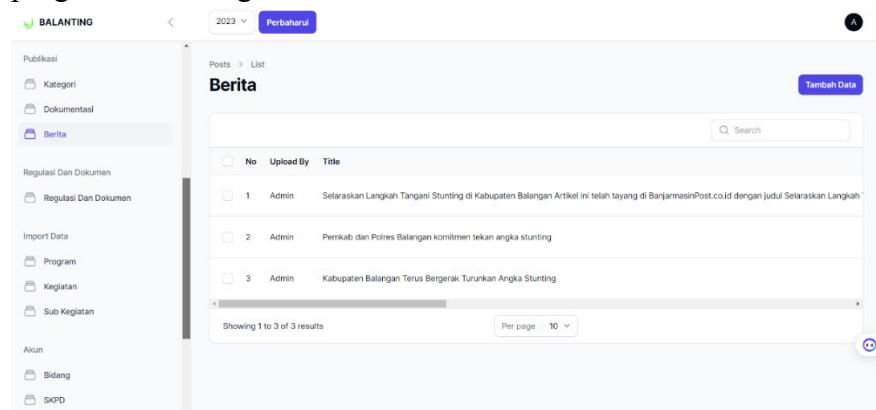 BALANTING
2023
Perbaharui
A
Publikasi
Kategori
Dokumentasi
Berita
Regulasi Dan Dokumen
Regulasi Dan Dokumen
Import Data
Program
Kegiatan
Sub Kegiatan
Akun
Bidang
SKPD
Posts > List
Berita
Tambah Data
Search
No Upload By Title
1 Admin Selaraskan Langkah Tangani Stunting di Kabupaten Balangan Artikel ini telah tayang di BanjarmasinPost.co.id dengan judul Selaraskan Langkah
2 Admin Pemkab dan Polres Balangan komitmen tekan angka stunting
3 Admin Kabupaten Balangan Terus Bergerak Turunkan Angka Stunting
Showing 1 to 3 of 3 results
Per page 10